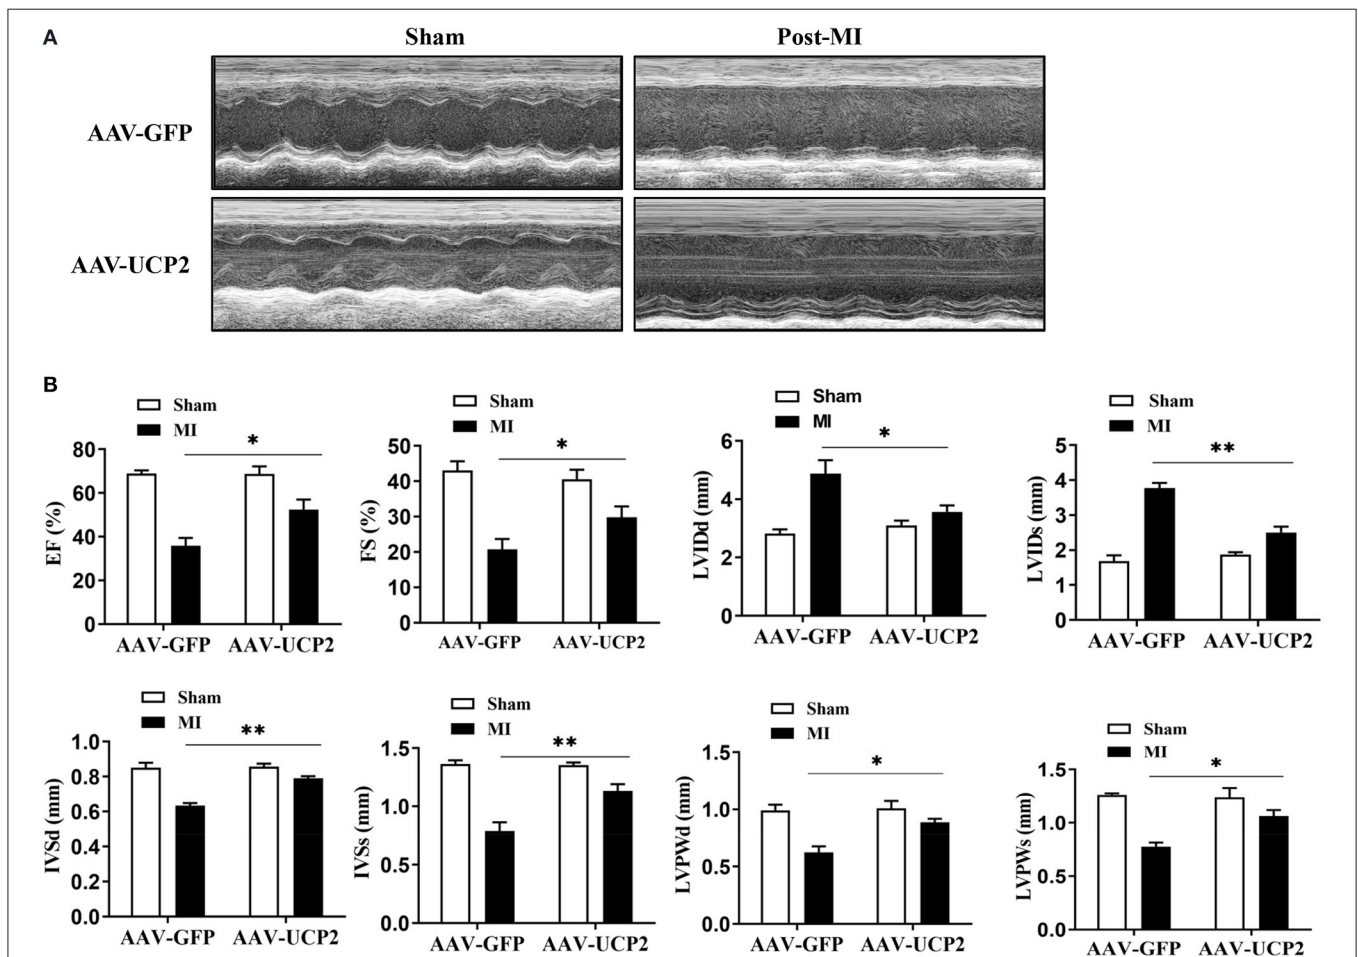 A
Sham Post-MI
AAV-GFP
AAV-UCP2
B
Sham
MI
*
EF (%)
80
60
40
20
0
AAV-GFP AAV-UCP2
Sham
MI
*
FS (%)
50
40
30
20
10
0
AAV-GFP AAV-UCP2
Sham
MI
*
LVIDd (mm)
6
4
2
0
AAV-GFP AAV-UCP2
Sham
MI
**
LVIDs (mm)
5
4
3
2
1
0
AAV-GFP AAV-UCP2
Sham
MI
**
IVSd (mm)
1.0
0.8
0.6
0.4
0.2
0.0
AAV-GFP AAV-UCP2
Sham
MI
**
IVSs (mm)
1.5
1.0
0.5
0.0
AAV-GFP AAV-UCP2
Sham
MI
*
LVPWd (mm)
1.5
1.0
0.5
0.0
AAV-GFP AAV-UCP2
Sham
MI
*
LVPWs (mm)
1.5
1.0
0.5
0.0
AAV-GFP AAV-UCP2